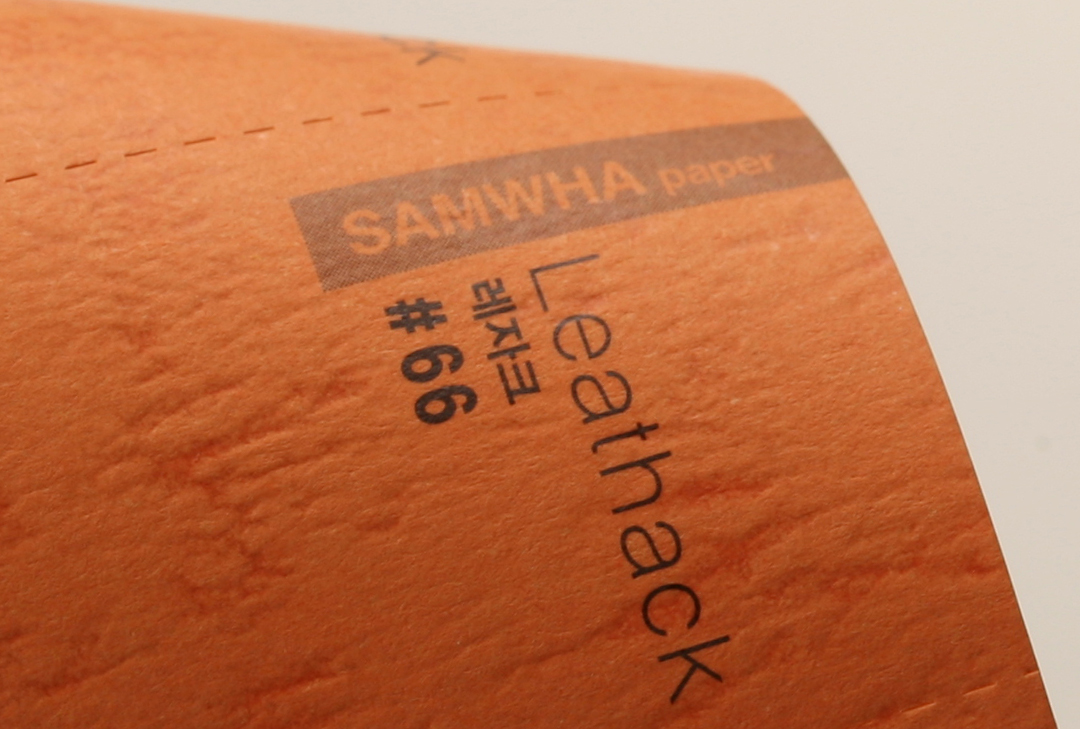 SAMWHA paper
Leathack
레자크
#66